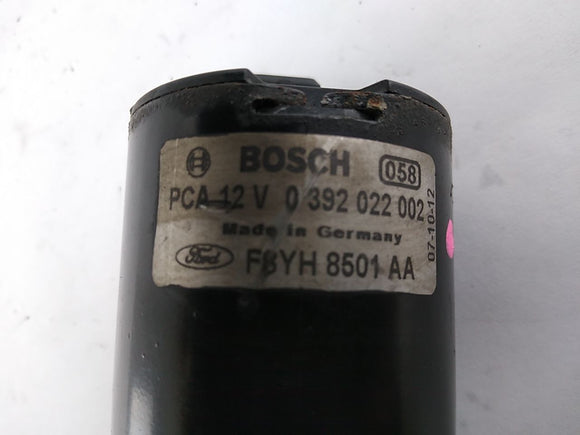 BOSCH 058
PCA 12 V 0 392 022 002
Made in Germany
Ford F8YH 8501 AA
07-10-12